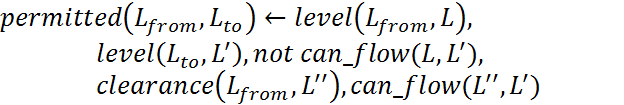 permitted(L_from, L_to) ← level(L_from, L),
level(L_to, L′), not can_flow(L, L′),
clearance(L_from, L′′), can_flow(L′′, L′)